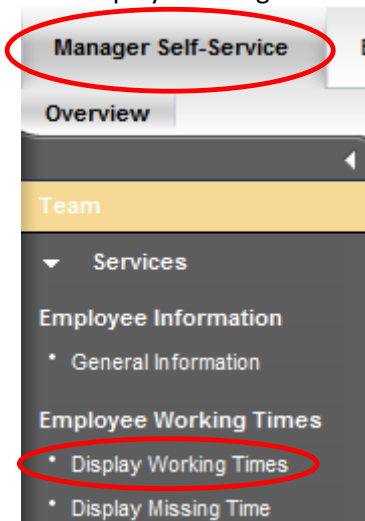 Manager Self-Service
Overview
Team
Services
Employee Information
• General Information
Employee Working Times
• Display Working Times
• Display Missing Time